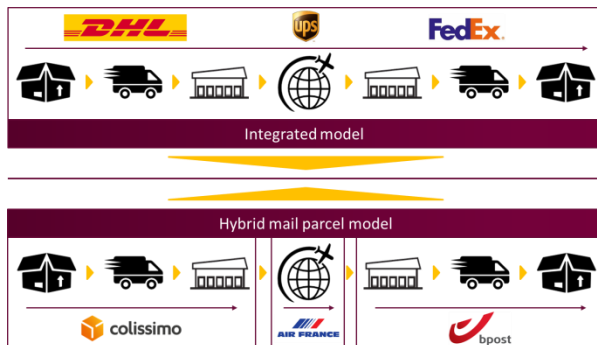 DHL
ups
FedEx.
Integrated model
Hybrid mail parcel model
colissimo
AIR FRANCE
bpost